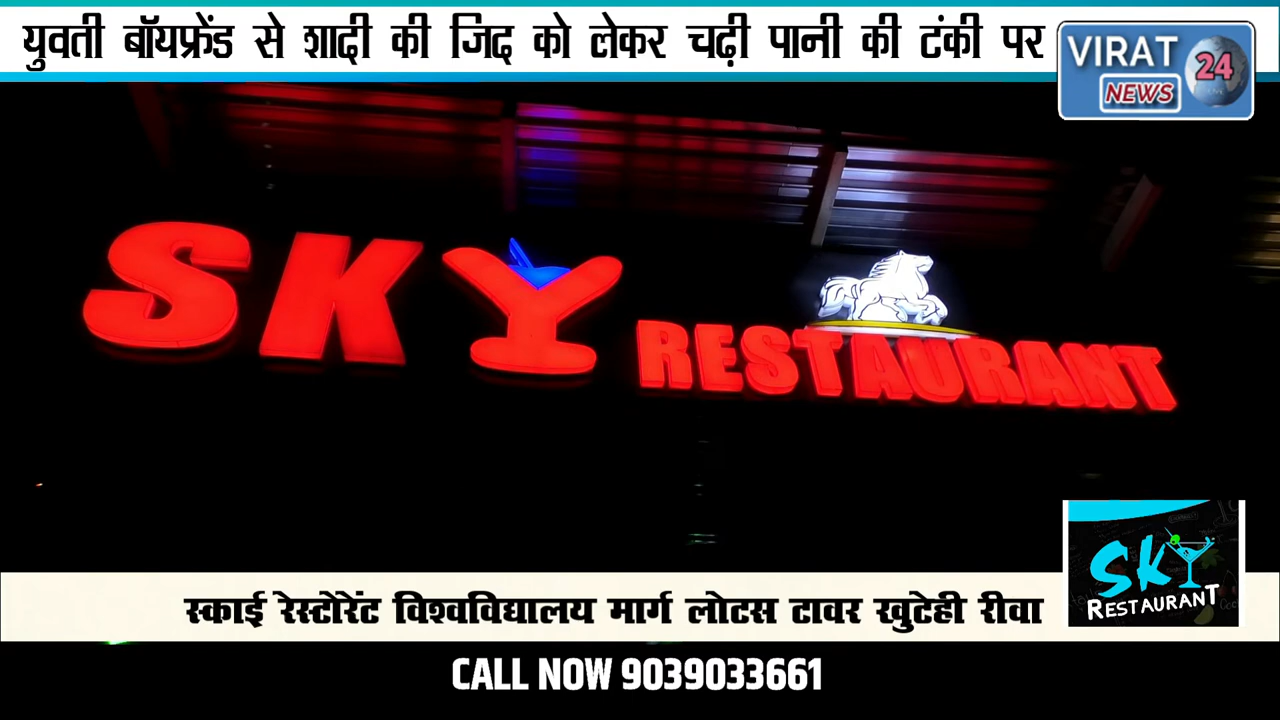 युवती बॉयफ्रेंड से शादी की जिद को लेकर चढ़ी पानी की टंकी पर
VIRAT
24
NEWS
SKY RESTAURANT
SKY
RESTAURANT
स्काई रेस्टोरेंट विश्वविद्यालय मार्ग लोटस टावर खुटेही रीवा
CALL NOW 9039033661